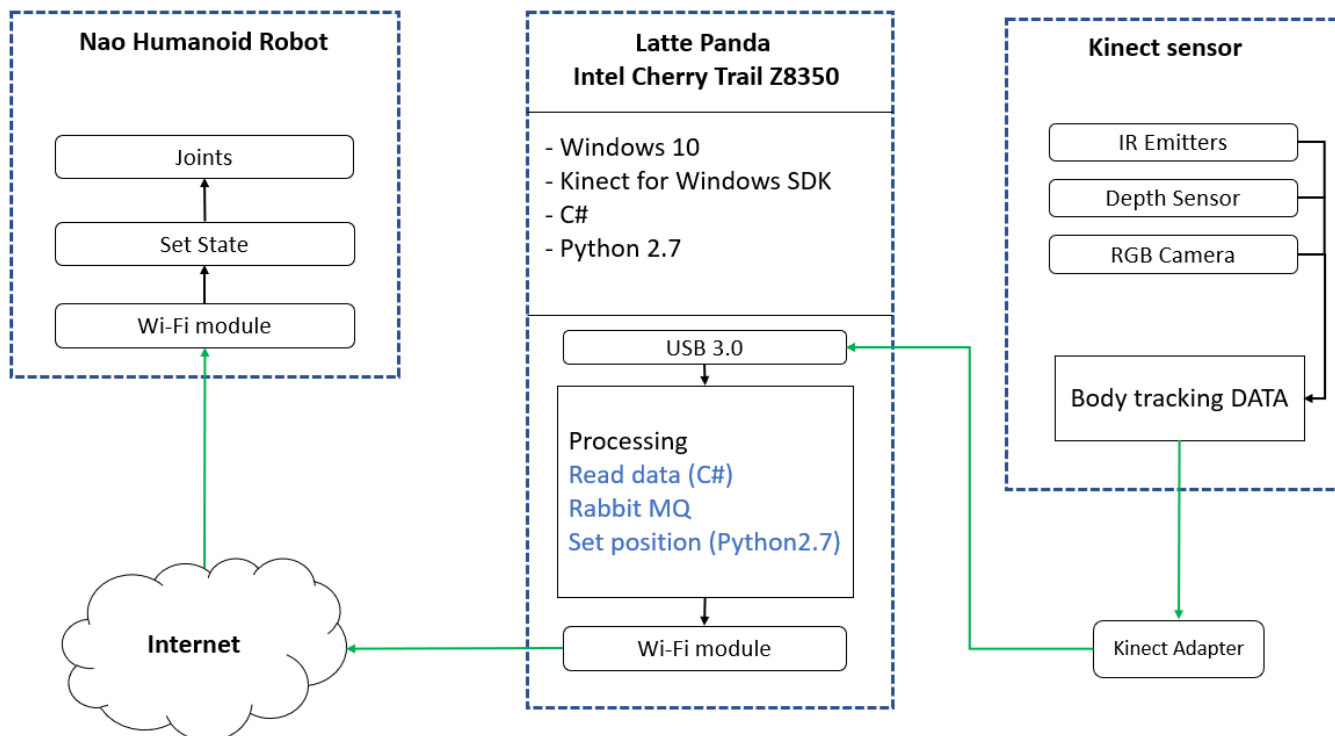 Nao Humanoid Robot
Joints
Set State
Wi-Fi module
Internet
Latte Panda
Intel Cherry Trail Z8350
- Windows 10
- Kinect for Windows SDK
- C#
- Python 2.7
USB 3.0
Processing
Read data (C#)
Rabbit MQ
Set position (Python2.7)
Wi-Fi module
Kinect sensor
IR Emitters
Depth Sensor
RGB Camera
Body tracking DATA
Kinect Adapter